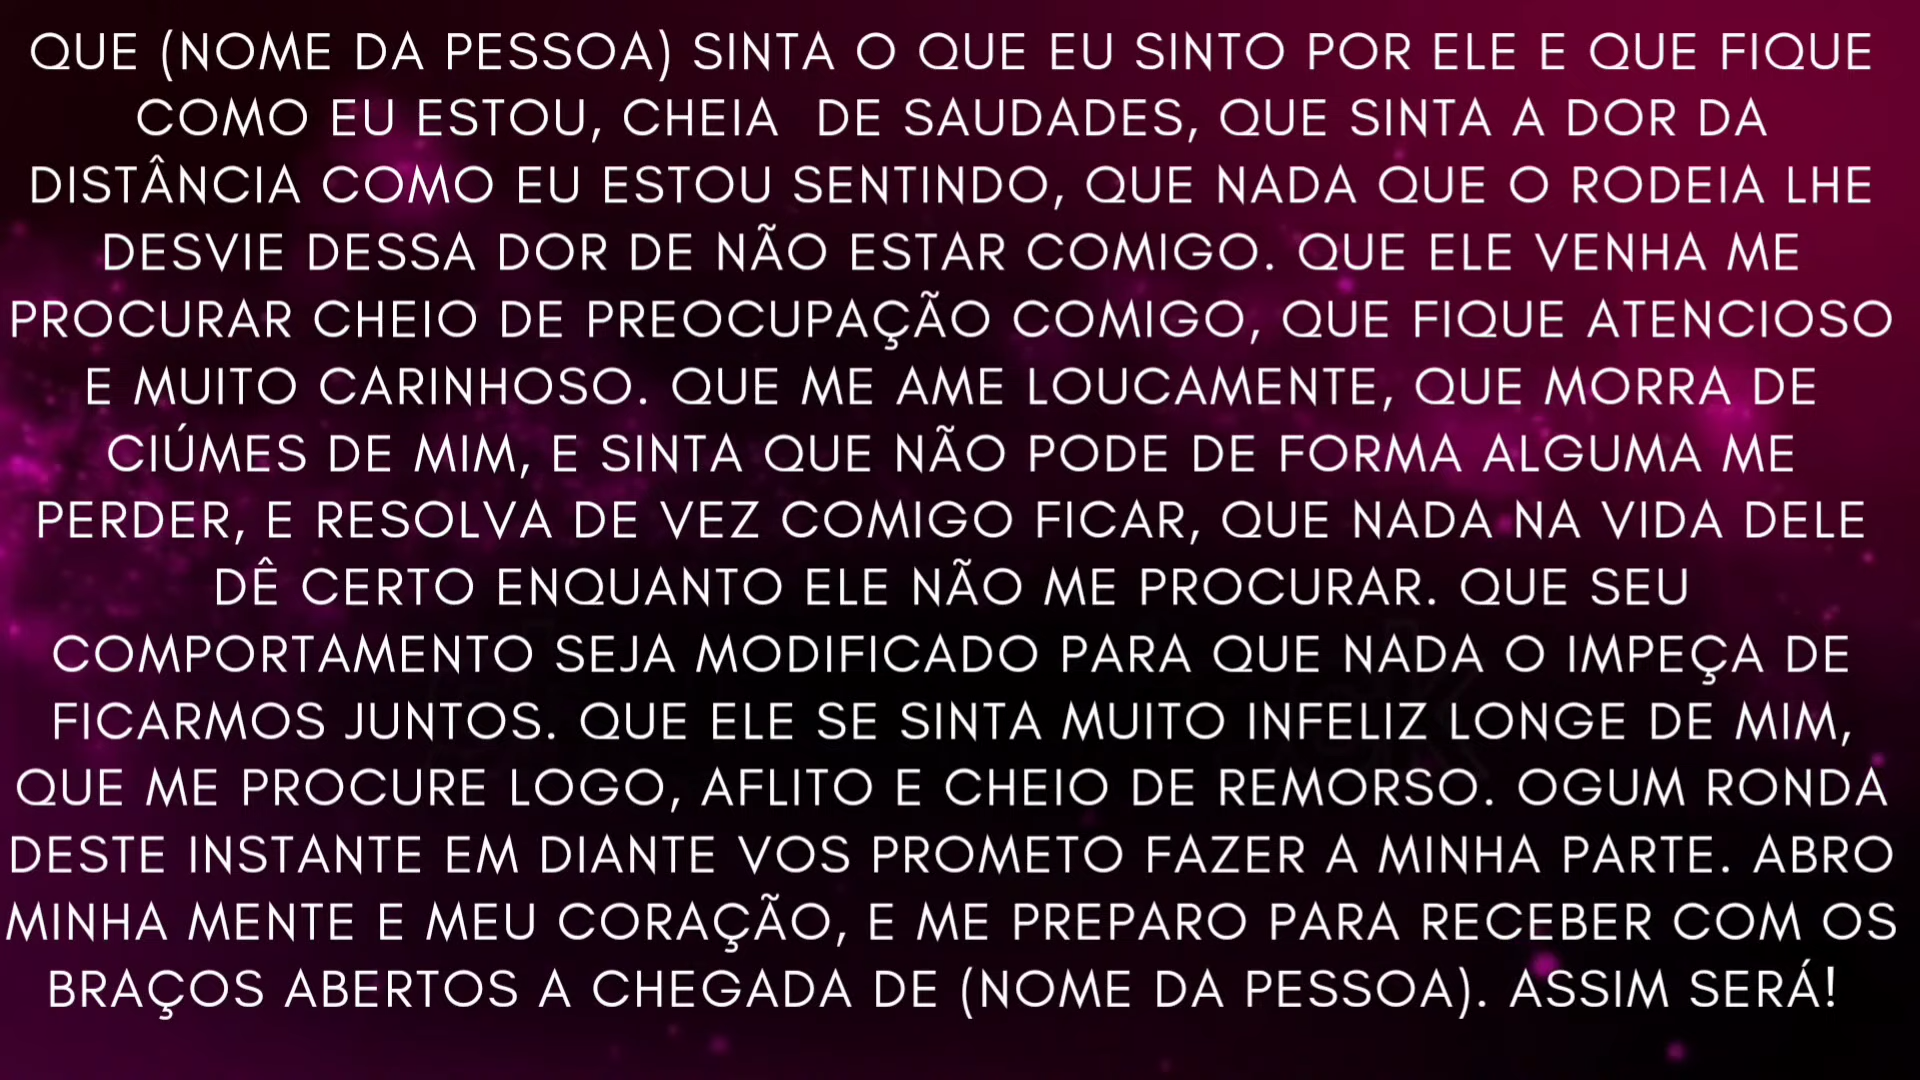 QUE (NOME DA PESSOA) SINTA O QUE EU SINTO POR ELE E QUE FIQUE
COMO EU ESTOU, CHEIA DE SAUDADES, QUE SINTA A DOR DA
DISTÂNCIA COMO EU ESTOU SENTINDO, QUE NADA QUE O RODEIA LHE
DESVIE DESSA DOR DE NÃO ESTAR COMIGO. QUE ELE VENHA ME
PROCURAR CHEIO DE PREOCUPAÇÃO COMIGO, QUE FIQUE ATENCIOSO
E MUITO CARINHOSO. QUE ME AME LOUCAMENTE, QUE MORRA DE
CIÚMES DE MIM, E SINTA QUE NÃO PODE DE FORMA ALGUMA ME
PERDER, E RESOLVA DE VEZ COMIGO FICAR, QUE NADA NA VIDA DELE
DÊ CERTO ENQUANTO ELE NÃO ME PROCURAR. QUE SEU
COMPORTAMENTO SEJA MODIFICADO PARA QUE NADA O IMPEÇA DE
FICARMOS JUNTOS. QUE ELE SE SINTA MUITO INFELIZ LONGE DE MIM,
QUE ME PROCURE LOGO, AFLITO E CHEIO DE REMORSO. OGUM RONDA
DESTE INSTANTE EM DIANTE VOS PROMETO FAZER A MINHA PARTE. ABRO
MINHA MENTE E MEU CORAÇÃO, E ME PREPARO PARA RECEBER COM OS
BRAÇOS ABERTOS A CHEGADA DE (NOME DA PESSOA). ASSIM SERÁ!